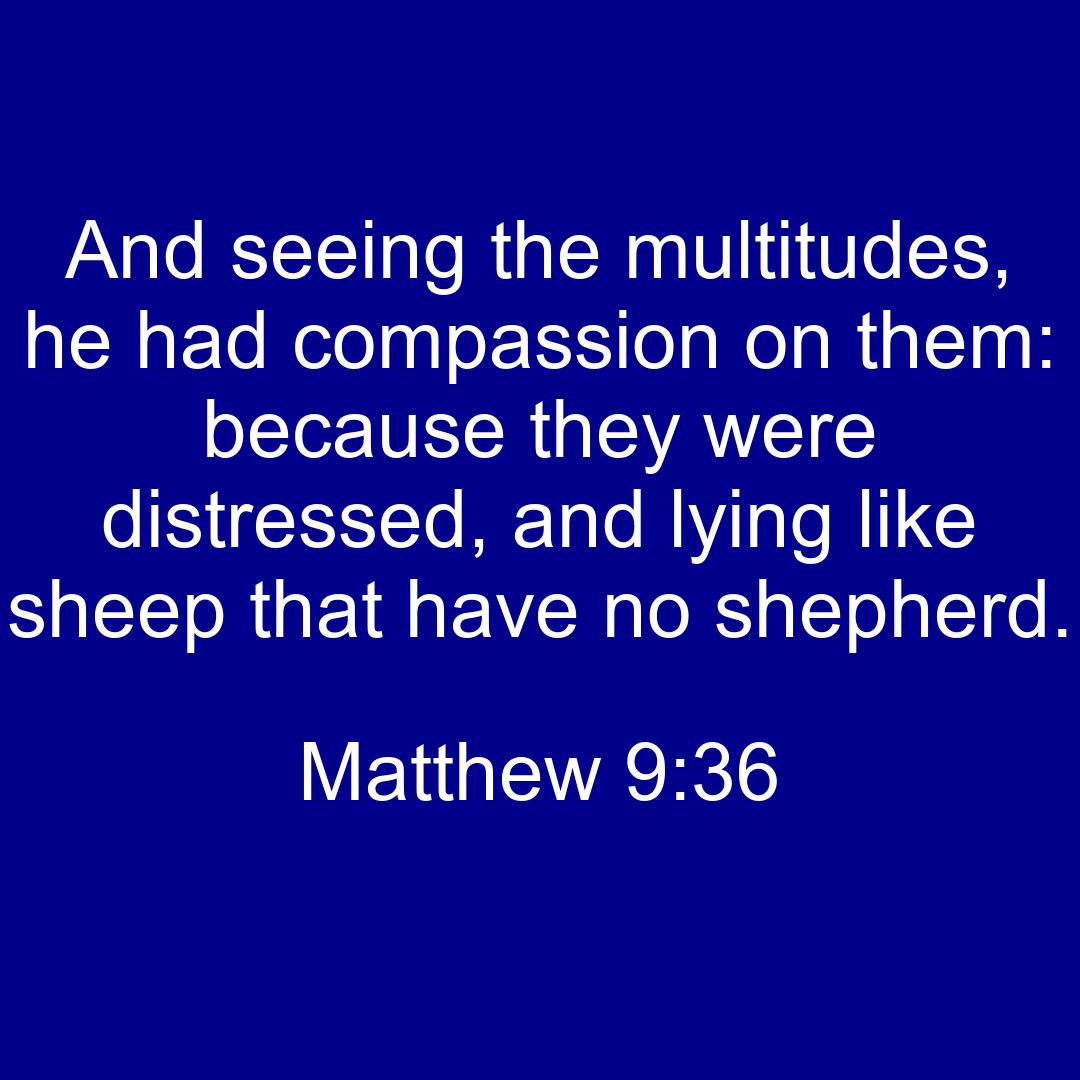 And seeing the multitudes,
he had compassion on them:
because they were
distressed, and lying like
sheep that have no shepherd.
Matthew 9:36